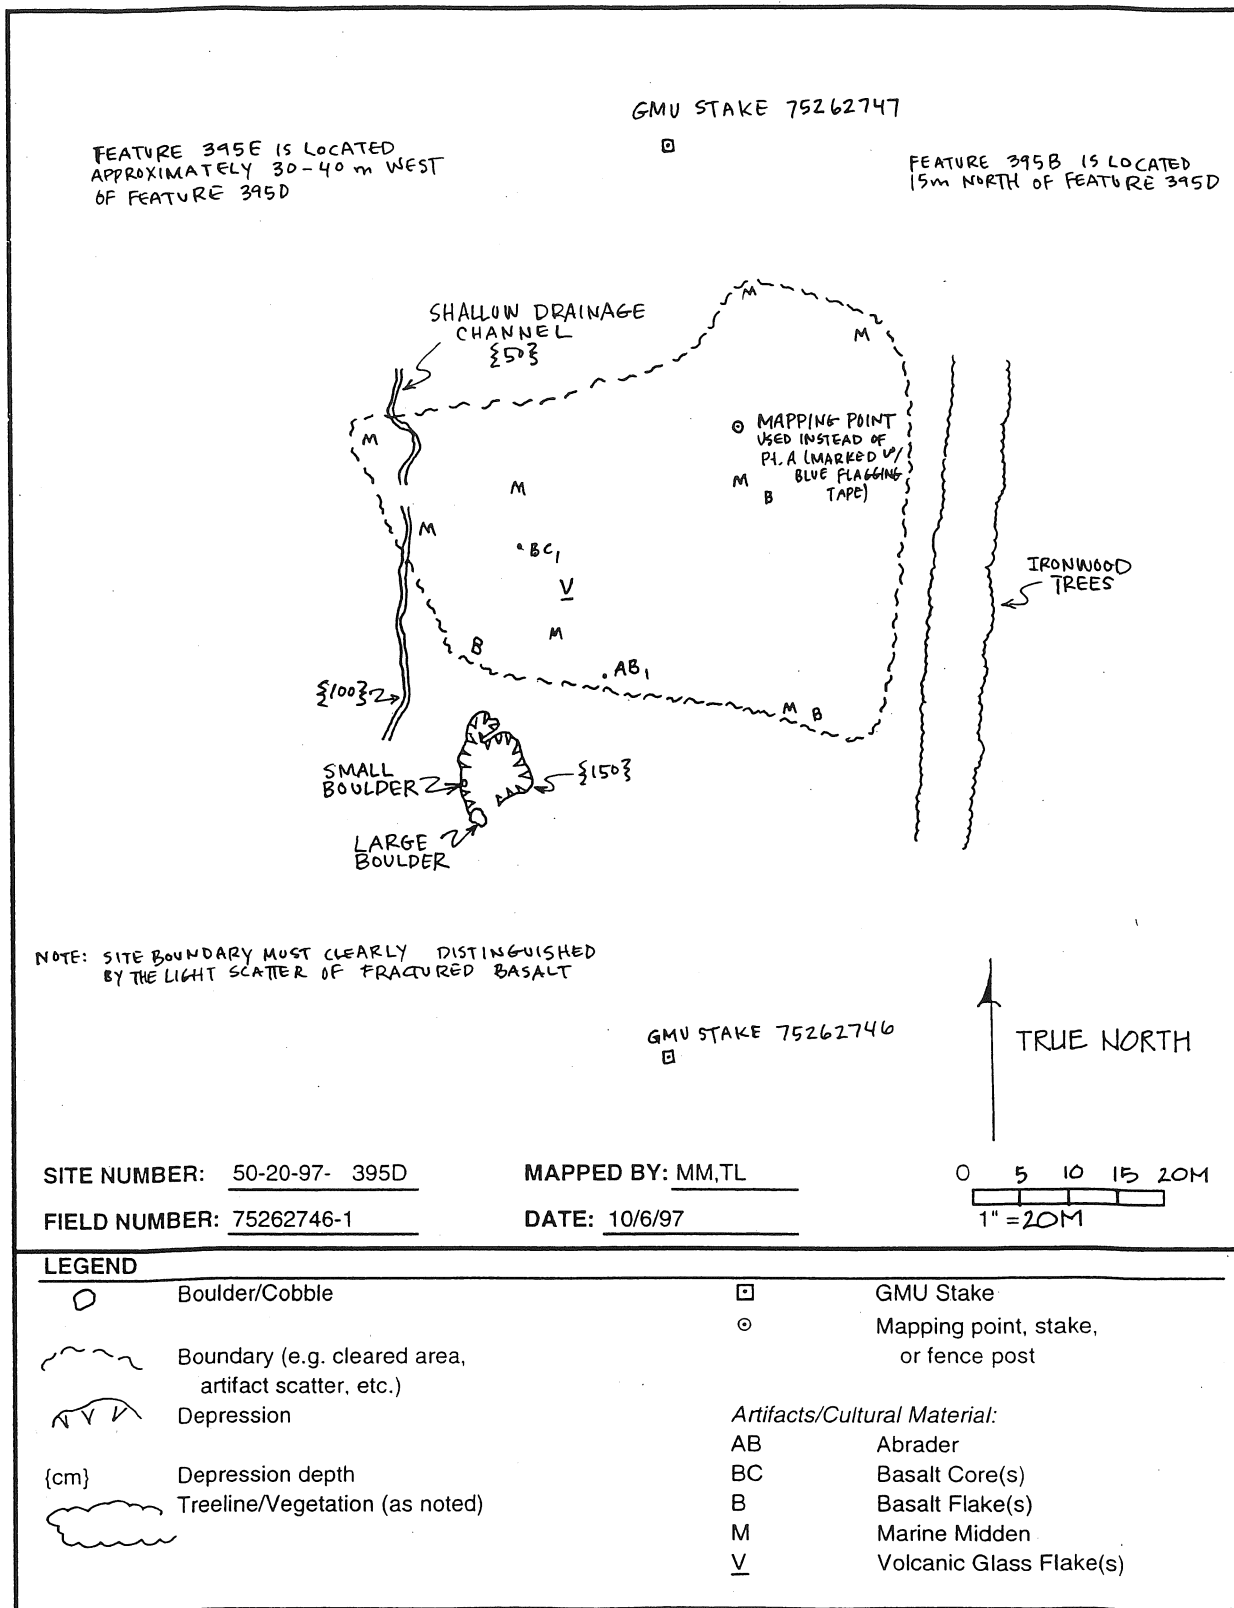 GMU STAKE 75262747
FEATURE 395E IS LOCATED
APPROXIMATELY 30-40 m WEST
OF FEATURE 395D
FEATURE 395B IS LOCATED
15m NORTH OF FEATURE 395D
SHALLOW DRAINAGE
CHANNEL
{50}
M
M
M
MAPPING POINT
USED INSTEAD OF
Pt. A (MARKED W/
BLUE FLAGGING
TAPE)
M
M
B
M
BC1
V
IRONWOOD
TREES
M
B
AB1
{100}
M B
SMALL
BOULDER
{150}
LARGE
BOULDER
NOTE: SITE BOUNDARY MUST CLEARLY DISTINGUISHED
BY THE LIGHT SCATTER OF FRACTURED BASALT
GMU STAKE 75262746
TRUE NORTH
SITE NUMBER: 50-20-97- 395D
MAPPED BY: MM,TL
0 5 10 15 20M
FIELD NUMBER: 75262746-1
DATE: 10/6/97
1" = 20M
LEGEND
Boulder/Cobble
Boundary (e.g. cleared area,
artifact scatter, etc.)
Depression
{cm} Depression depth
Treeline/Vegetation (as noted)
GMU Stake
Mapping point, stake,
or fence post
Artifacts/Cultural Material:
AB Abrader
BC Basalt Core(s)
B Basalt Flake(s)
M Marine Midden
V Volcanic Glass Flake(s)